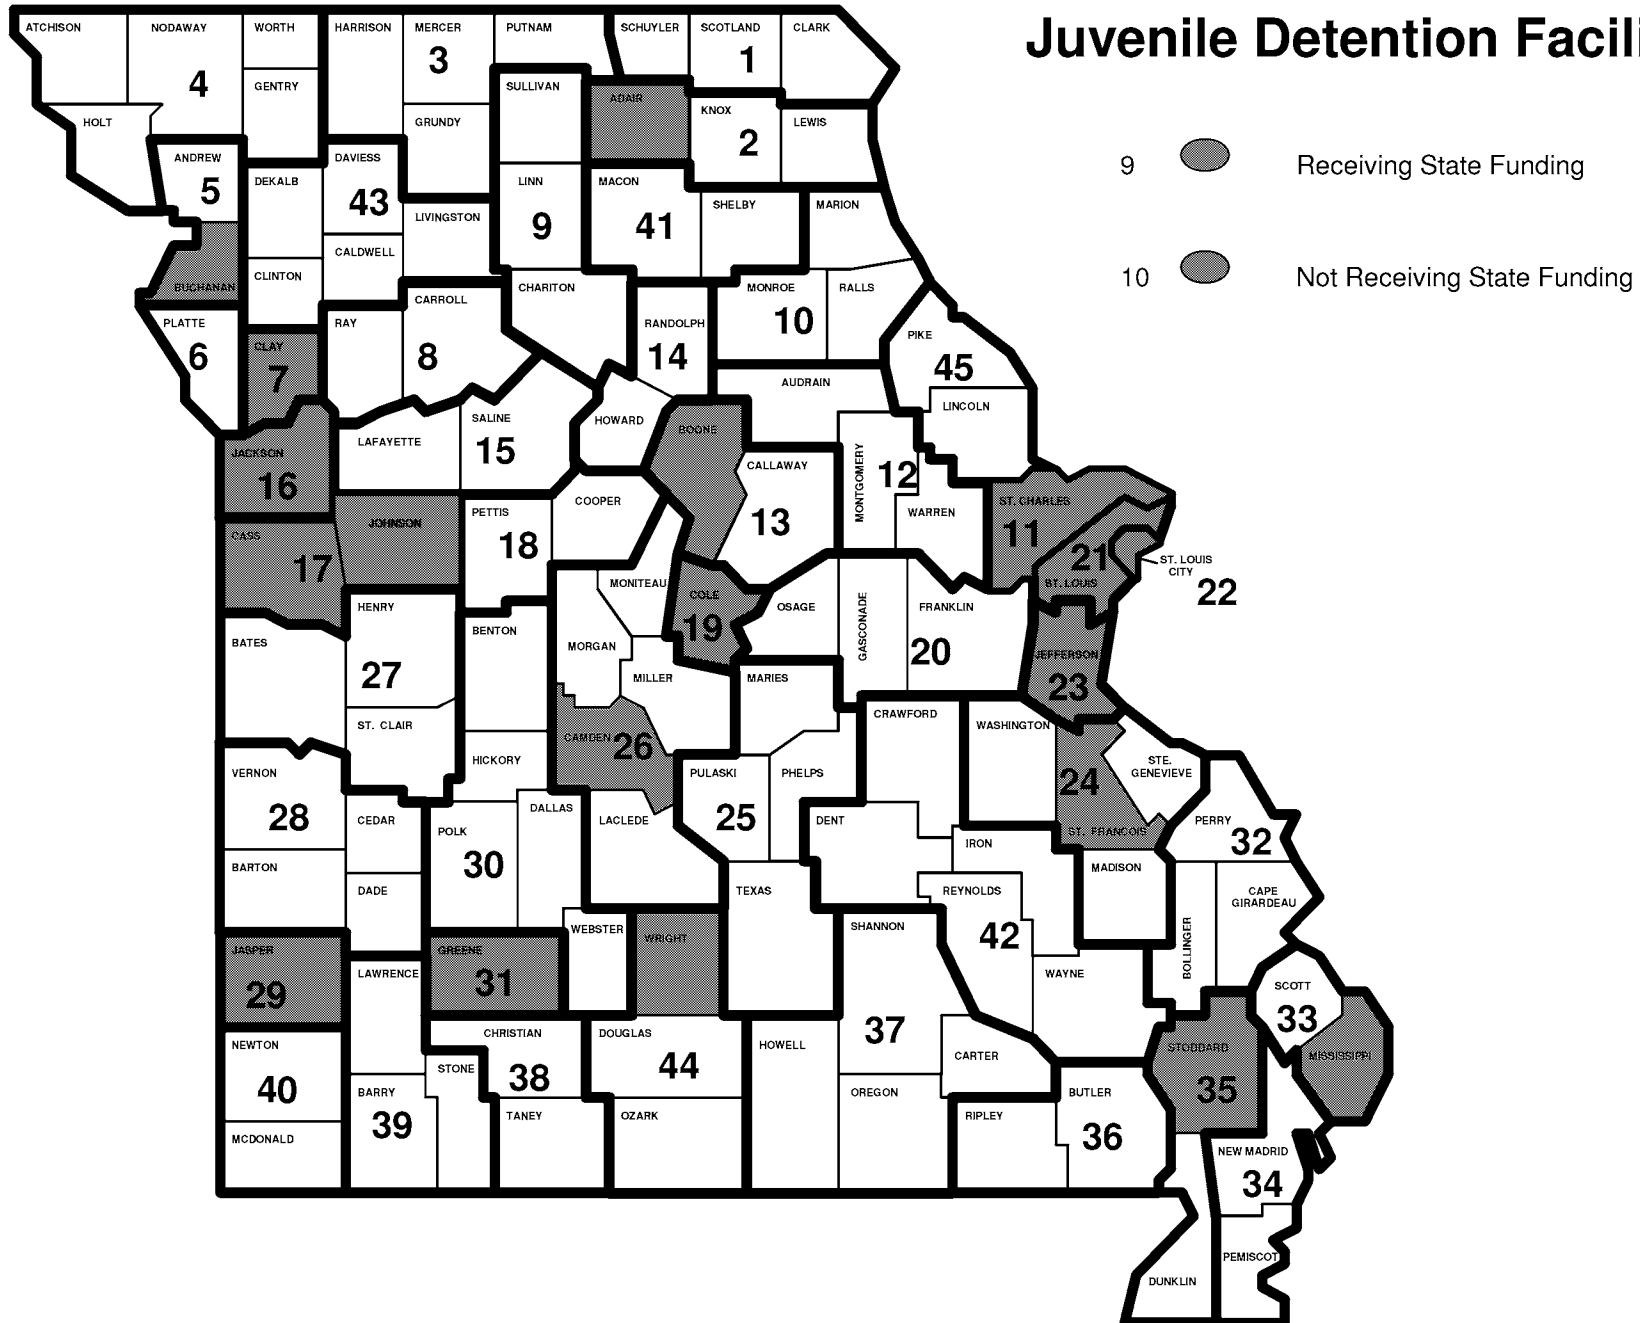 Juvenile Detention Facili
9 Receiving State Funding
10 Not Receiving State Funding
ATCHISON
NODAWAY
WORTH
HARRISON
MERCER
PUTNAM
SCHUYLER
SCOTLAND
CLARK
4
3
1
GENTRY
SULLIVAN
ADAIR
HOLT
GRUNDY
KNOX
LEWIS
2
ANDREW
DAVIESS
5
DEKALB
43
LINN
MACON
LIVINGSTON
9
41
SHELBY
MARION
CALDWELL
BUCHANAN
CLINTON
CARROLL
CHARITON
MONROE
RALLS
PLATTE
RAY
RANDOLPH
10
6
CLAY
7
8
14
PIKE
45
AUDRAIN
LINCOLN
SALINE
HOWARD
BOONE
LAFAYETTE
15
JACKSON
16
CALLAWAY
MONTGOMERY
12
COOPER
ST. CHARLES
JOHNSON
PETTIS
WARREN
CASS
18
13
11
17
21
ST. LOUIS
CITY
22
ST. LOUIS
MONITEAU
HENRY
COLE
OSAGE
GASCONADE
FRANKLIN
BATES
BENTON
19
MORGAN
20
27
MILLER
MARIES
JEFFERSON
23
ST. CLAIR
CRAWFORD
WASHINGTON
CAMDEN
26
HICKORY
VERNON
PULASKI
PHELPS
STE.
GENEVIEVE
24
28
CEDAR
DALLAS
LACLEDE
25
DENT
ST. FRANCOIS
PERRY
POLK
30
IRON
32
BARTON
DADE
TEXAS
REYNOLDS
MADISON
CAPE
GIRARDEAU
WEBSTER
SHANNON
42
BOLLINGER
JASPER
GREENE
WRIGHT
LAWRENCE
29
31
WAYNE
SCOTT
33
NEWTON
CHRISTIAN
DOUGLAS
HOWELL
37
STODDARD
MISSISSIPPI
CARTER
STONE
44
40
38
BARRY
OREGON
BUTLER
35
39
TANEY
OZARK
RIPLEY
MCDONALD
36
NEW MADRID
34
PEMISCOT
DUNKLIN